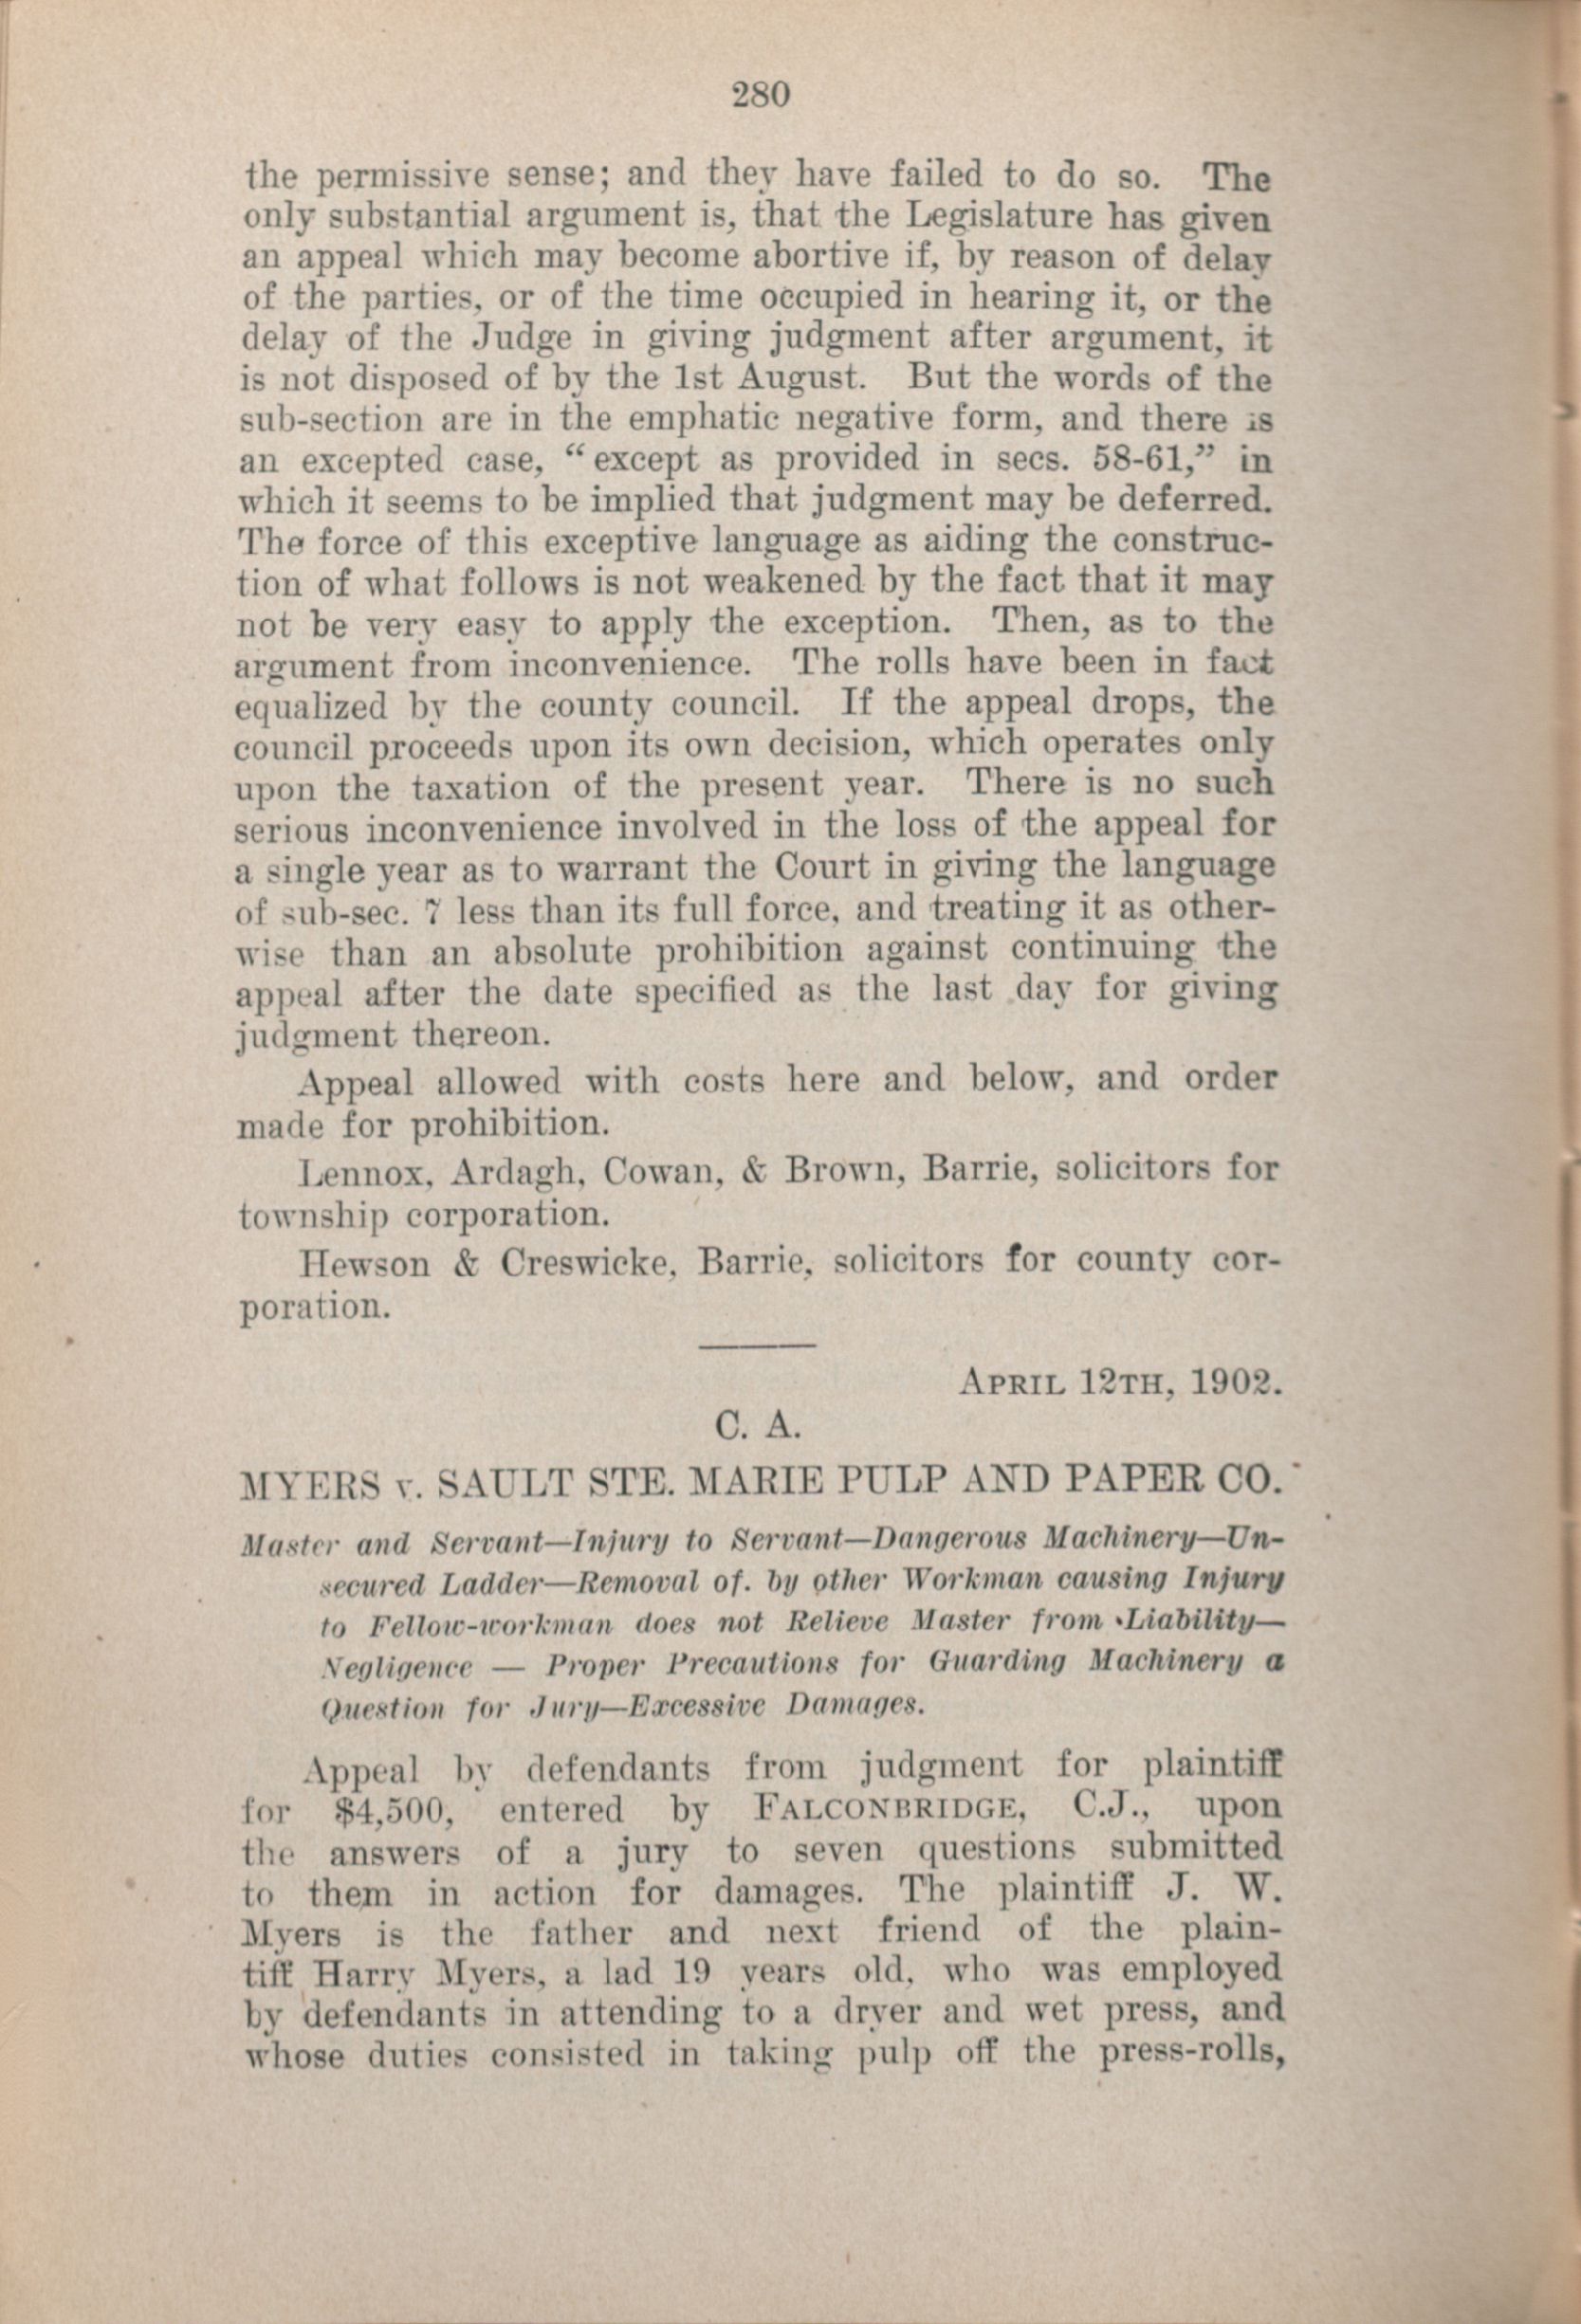 280
the permissive sense; and they have failed to do so. The
only substantial argument is, that the Legislature has given
an appeal which may become abortive if, by reason of delay
of the parties, or of the time occupied in hearing it, or the
delay of the Judge in giving judgment after argument, it
is not disposed of by the 1st August. But the words of the
sub-section are in the emphatic negative form, and there is
an excepted case, “except as provided in secs. 58-61,” in
which it seems to be implied that judgment may be deferred.
The force of this exceptive language as aiding the construc-
tion of what follows is not weakened by the fact that it may
not be very easy to apply the exception. Then, as to the
argument from inconvenience. The rolls have been in fact
equalized by the county council. If the appeal drops, the
council proceeds upon its own decision, which operates only
upon the taxation of the present year. There is no such
serious inconvenience involved in the loss of the appeal for
a single year as to warrant the Court in giving the language
of sub-sec. 7 less than its full force, and treating it as other-
wise than an absolute prohibition against continuing the
appeal after the date specified as the last day for giving
judgment thereon.
Appeal allowed with costs here and below, and order
made for prohibition.
Lennox, Ardagh, Cowan, & Brown, Barrie, solicitors for
township corporation.
Hewson & Creswicke, Barrie, solicitors for county cor-
poration.
APRIL 12TH, 1902.
C. A.
MYERS v. SAULT STE. MARIE PULP AND PAPER CO.
Master and Servant—Injury to Servant—Dangerous Machinery—Un-
secured Ladder—Removal of. by other Workman causing Injury
to Fellow-workman does not Relieve Master from Liability—
Negligence — Proper Precautions for Guarding Machinery a
Question for Jury—Excessive Damages.
Appeal by defendants from judgment for plaintiff
for $4,500, entered by FALCONBRIDGE, C.J., upon
the answers of a jury to seven questions submitted
to them in action for damages. The plaintiff J. W.
Myers is the father and next friend of the plain-
tiff Harry Myers, a lad 19 years old, who was employed
by defendants in attending to a dryer and wet press, and
whose duties consisted in taking pulp off the press-rolls,